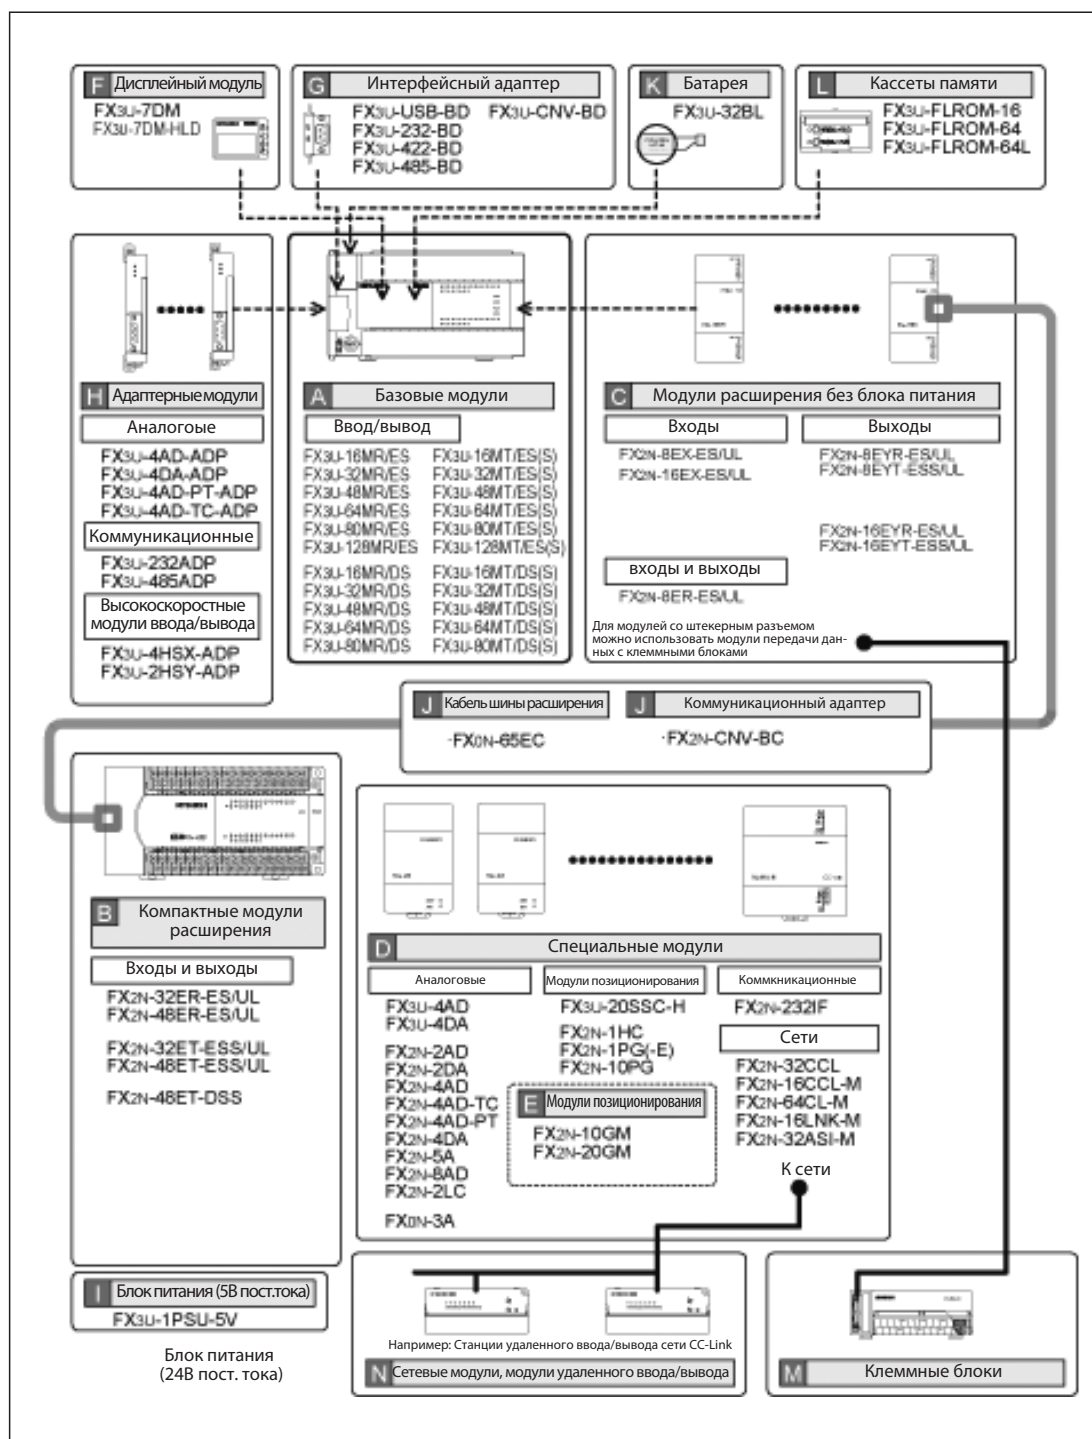 F Дисплейный модуль
FX3U-7DM
FX3U-7DM-HLD
G Интерфейсный адаптер
FX3U-USB-BD FX3U-CNV-BD
FX3U-232-BD
FX3U-422-BD
FX3U-485-BD
K Батарея
FX3U-32BL
L Кассеты памяти
FX3U-FLROM-16
FX3U-FLROM-64
FX3U-FLROM-64L
H Адаптерные модули
Аналогоые
FX3U-4AD-ADP
FX3U-4DA-ADP
FX3U-4AD-PT-ADP
FX3U-4AD-TC-ADP
Коммуникационные
FX3U-232ADP
FX3U-485ADP
Высокоскоростные
модули ввода/вывода
FX3U-4HSX-ADP
FX3U-2HSY-ADP
A Базовые модули
Ввод/вывод
FX3U-16MR/ES FX3U-16MT/ES(S)
FX3U-32MR/ES FX3U-32MT/ES(S)
FX3U-48MR/ES FX3U-48MT/ES(S)
FX3U-64MR/ES FX3U-64MT/ES(S)
FX3U-80MR/ES FX3U-80MT/ES(S)
FX3U-128MR/ES FX3U-128MT/ES(S)
FX3U-16MR/DS FX3U-16MT/DS(S)
FX3U-32MR/DS FX3U-32MT/DS(S)
FX3U-48MR/DS FX3U-48MT/DS(S)
FX3U-64MR/DS FX3U-64MT/DS(S)
FX3U-80MR/DS FX3U-80MT/DS(S)
C Модули расширения без блока питания
Входы
FX2N-8EX-ES/UL
FX2N-16EX-ES/UL
Выходы
FX2N-8EYR-ES/UL
FX2N-8EYT-ESS/UL
FX2N-16EYR-ES/UL
FX2N-16EYT-ESS/UL
входы и выходы
FX2N-8ER-ES/UL
Для модулей со штекерным разъемом
можно использовать модули передачи дан-
ных с клеммными блоками
J Кабель шины расширения
·FX0N-65EC
J Коммуникационный адаптер
·FX2N-CNV-BC
B Компактные модули
расширения
Входы и выходы
FX2N-32ER-ES/UL
FX2N-48ER-ES/UL
FX2N-32ET-ESS/UL
FX2N-48ET-ESS/UL
FX2N-48ET-DSS
D Специальные модули
Аналоговые
FX3U-4AD
FX3U-4DA
FX2N-2AD
FX2N-2DA
FX2N-4AD
FX2N-4AD-TC
FX2N-4AD-PT
FX2N-4DA
FX2N-5A
FX2N-8AD
FX2N-2LC
FX0N-3A
Модули позиционирования
FX3U-20SSC-H
FX2N-1HC
FX2N-1PG(-E)
FX2N-10PG
E Модули позиционирования
FX2N-10GM
FX2N-20GM
Коммкникационные
FX2N-232IF
Сети
FX2N-32CCL
FX2N-16CCL-M
FX2N-64CL-M
FX2N-16LNK-M
FX2N-32ASI-M
К сети
I Блок питания (5В пост.тока)
FX3U-1PSU-5V
Блок питания
(24В пост. тока)
Например: Станции удаленного ввода/вывода сети CC-Link
N Сетевые модули, модули удаленного ввода/вывода
M Клеммные блоки